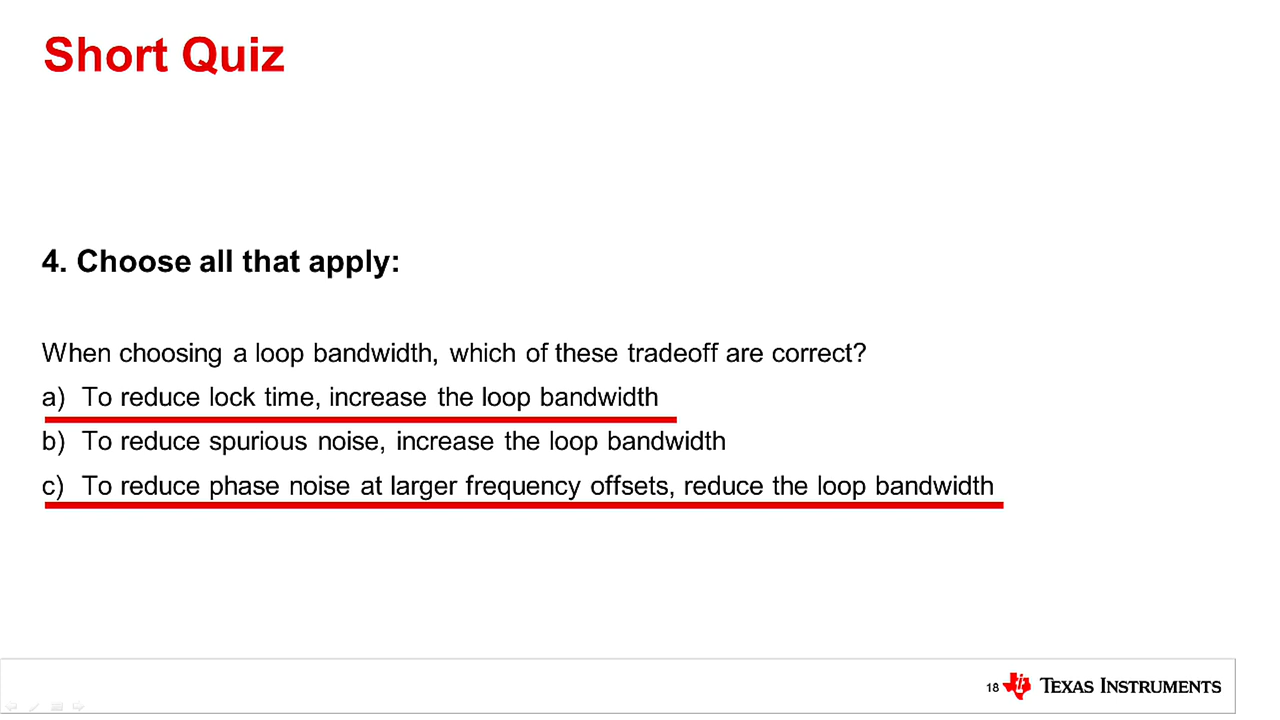 Short Quiz
4. Choose all that apply:
When choosing a loop bandwidth, which of these tradeoff are correct?
a) To reduce lock time, increase the loop bandwidth
b) To reduce spurious noise, increase the loop bandwidth
c) To reduce phase noise at larger frequency offsets, reduce the loop bandwidth
18 TEXAS INSTRUMENTS